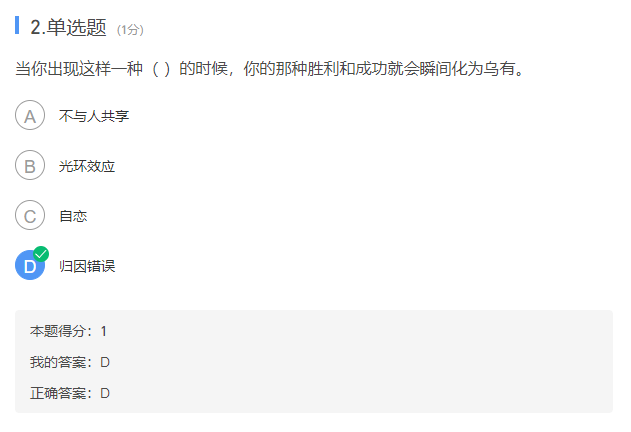 2.单选题 (1分)
当你出现这样一种（ ）的时候，你的那种胜利和成功就会瞬间化为乌有。
A 不与人共享
B 光环效应
C 自恋
D 归因错误
本题得分：1
我的答案：D
正确答案：D